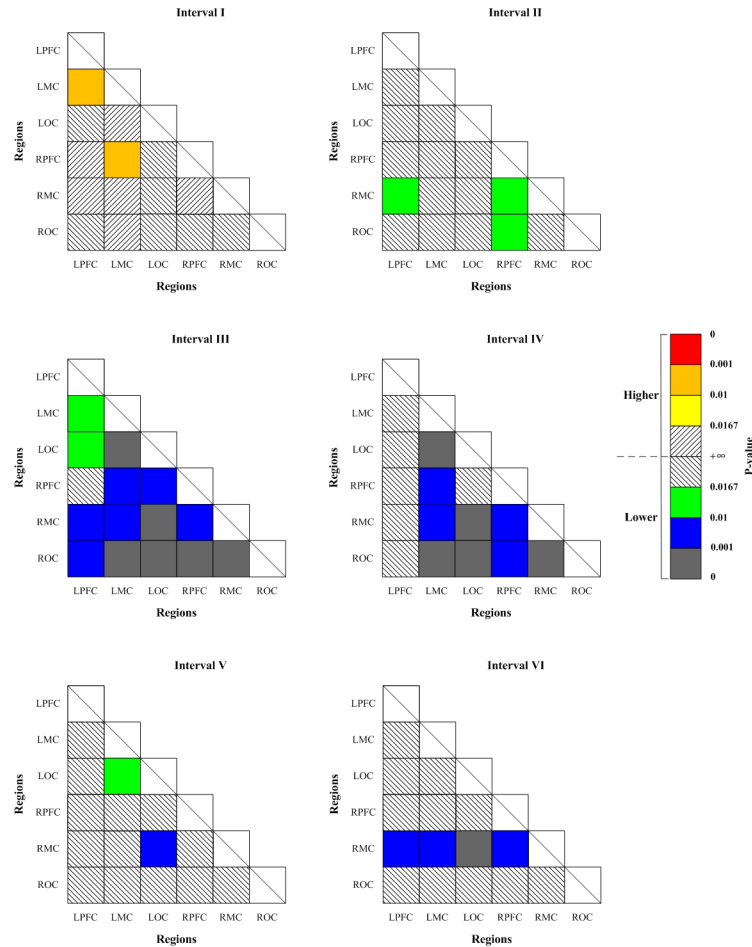 Interval I
Regions
LPFC
LMC
LOC
RPFC
RMC
ROC
LPFC LMC LOC RPFC RMC ROC
Regions
Interval II
Regions
LPFC
LMC
LOC
RPFC
RMC
ROC
LPFC LMC LOC RPFC RMC ROC
Regions
Interval III
Regions
LPFC
LMC
LOC
RPFC
RMC
ROC
LPFC LMC LOC RPFC RMC ROC
Regions
Interval IV
Regions
LPFC
LMC
LOC
RPFC
RMC
ROC
LPFC LMC LOC RPFC RMC ROC
Regions
Higher
Lower
0
0.001
0.01
0.0167
+∞
0.0167
0.01
0.001
0
P-value
Interval V
Regions
LPFC
LMC
LOC
RPFC
RMC
ROC
LPFC LMC LOC RPFC RMC ROC
Regions
Interval VI
Regions
LPFC
LMC
LOC
RPFC
RMC
ROC
LPFC LMC LOC RPFC RMC ROC
Regions